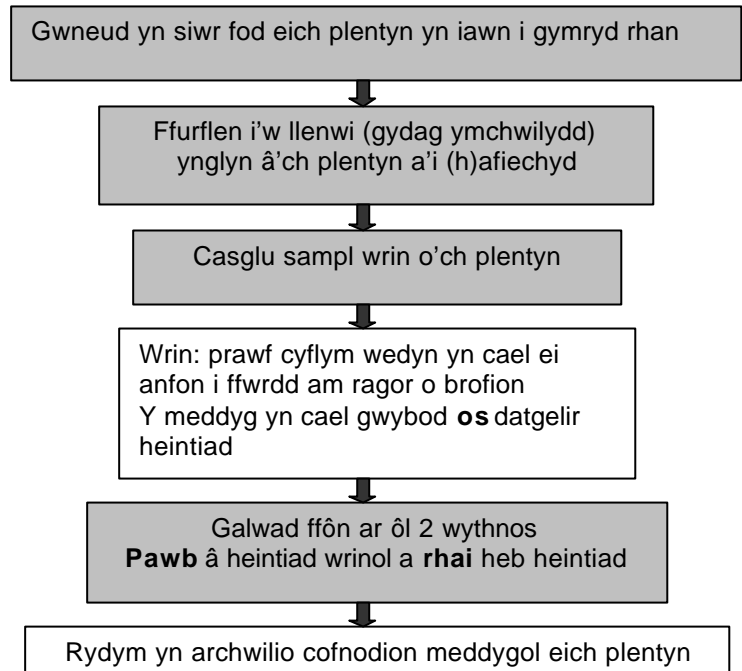 Gwneud yn siwr fod eich plentyn yn iawn i gymryd rhan
Ffurflen i'w llenwi (gydag ymchwilydd)
ynglyn â'ch plentyn a'i (h)afiechyd
Casglu sampl wrin o'ch plentyn
Wrin: prawf cyflym wedyn yn cael ei
anfon i ffwrdd am ragor o brofion
Y meddyg yn cael gwybod os datgelir
heintiad
Galwad ffôn ar ôl 2 wythnos
Pawb â heintiad wrinol a rhai heb heintiad
Rydym yn archwilio cofnodion meddygol eich plentyn